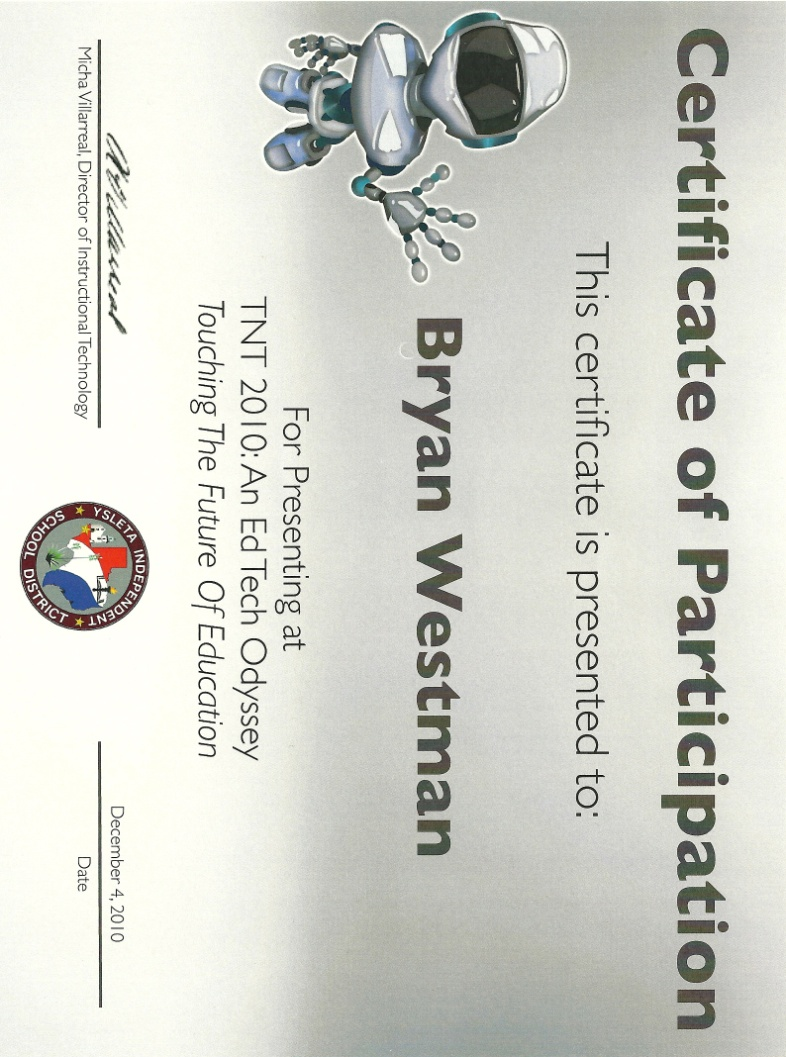 Certificate of Participation
This certificate is presented to:
Bryan Westman
For Presenting at
TNT 2010: An Ed Tech Odyssey
Touching The Future Of Education
MVillarreal
Micha Villarreal, Director of Instructional Technology
YSLETA INDEPENDENT
SCHOOL DISTRICT
December 4, 2010
Date